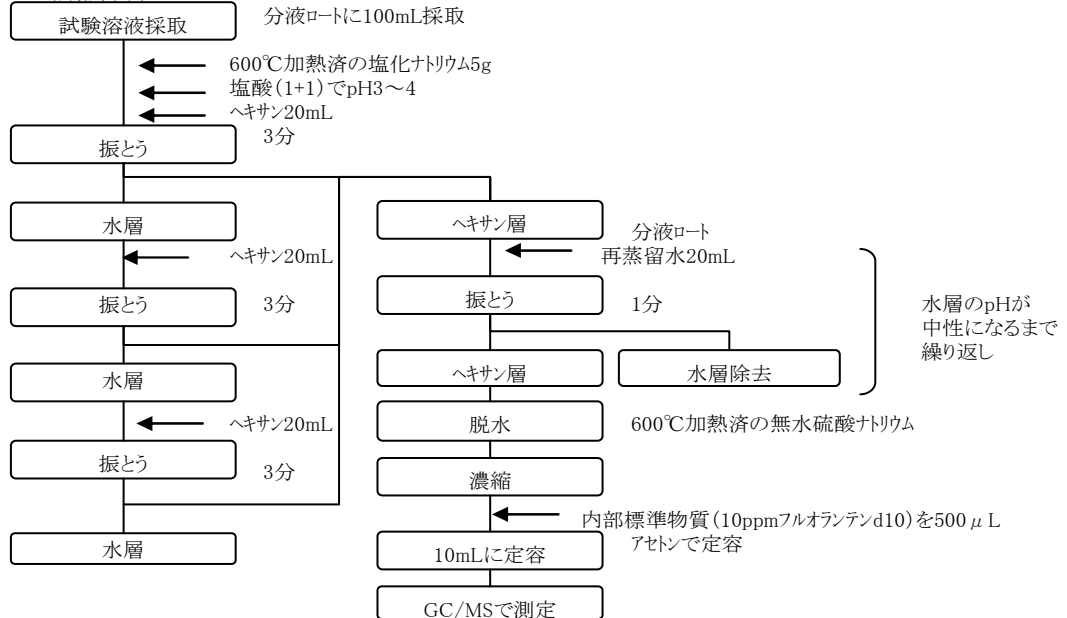 試験溶液採取
分液ロートに100mL採取
600℃加熱済の塩化ナトリウム5g
塩酸(1+1)でpH3～4
ヘキサン20mL
振とう
3分
水層
ヘキサン20mL
振とう
3分
水層
ヘキサン20mL
振とう
3分
水層
ヘキサン層
分液ロート
再蒸留水20mL
振とう
1分
水層のpHが
中性になるまで
繰り返し
ヘキサン層
水層除去
脱水
600℃加熱済の無水硫酸ナトリウム
濃縮
内部標準物質(10ppmフルオランテンd10)を500μL
アセトンで定容
10mLに定容
GC/MSで測定